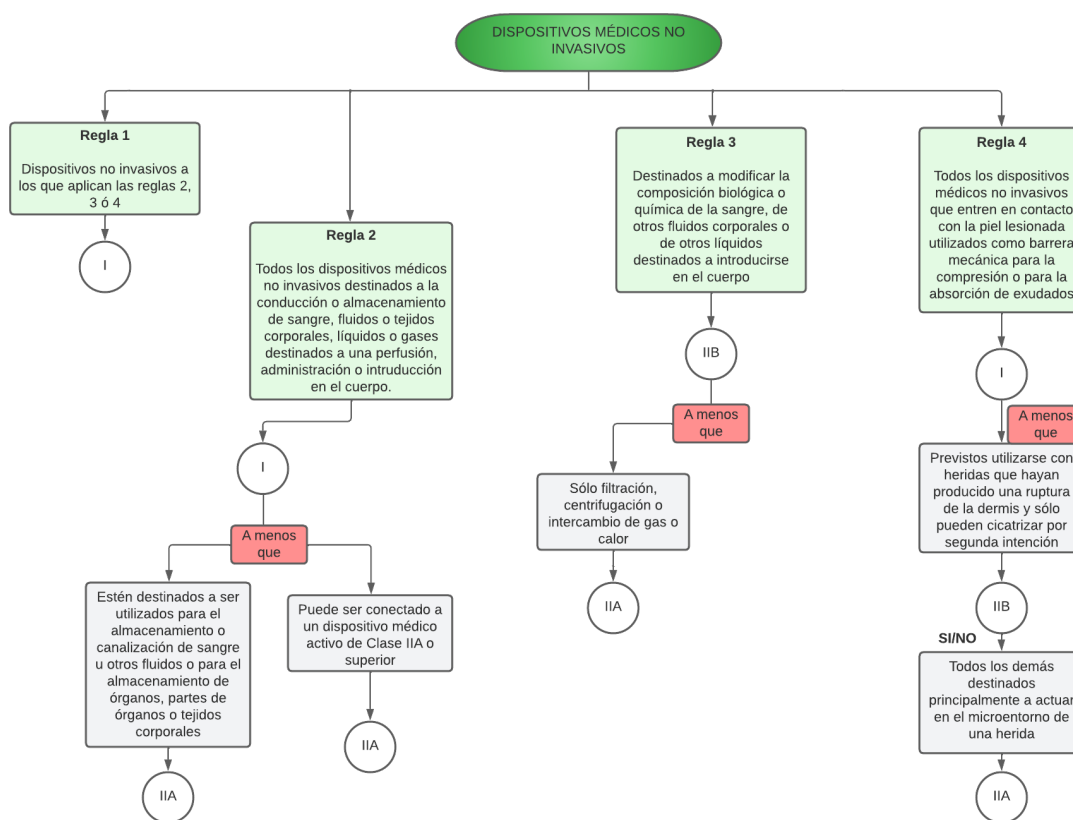 DISPOSITIVOS MÉDICOS NO
INVASIVOS
Regla 1
Dispositivos no invasivos a
los que aplican las reglas 2,
3 ó 4
I
Regla 2
Todos los dispositivos médicos
no invasivos destinados a la
conducción o almacenamiento
de sangre, fluidos o tejidos
corporales, líquidos o gases
destinados a una perfusión,
administración o intruducción
en el cuerpo.
I
A menos
que
Estén destinados a ser
utilizados para el
almacenamiento o
canalización de sangre
u otros fluidos o para el
almacenamiento de
órganos, partes de
órganos o tejidos
corporales
IIA
Puede ser conectado a
un dispositivo médico
activo de Clase IIA o
superior
IIA
Regla 3
Destinados a modificar la
composición biológica o
química de la sangre, de
otros fluidos corporales o
de otros líquidos
destinados a introducirse
en el cuerpo
IIB
A menos
que
Sólo filtración,
centrifugación o
intercambio de gas o
calor
IIA
Regla 4
Todos los dispositivos
médicos no invasivos
que entren en contacto
con la piel lesionada
utilizados como barrera
mecánica para la
compresión o para la
absorción de exudados
I
A menos
que
Previstos utilizarse con
heridas que hayan
producido una ruptura
de la dermis y sólo
pueden cicatrizar por
segunda intención
IIB
SI/NO
Todos los demás
destinados
principalmente a actuar
en el microentorno de
una herida
IIA